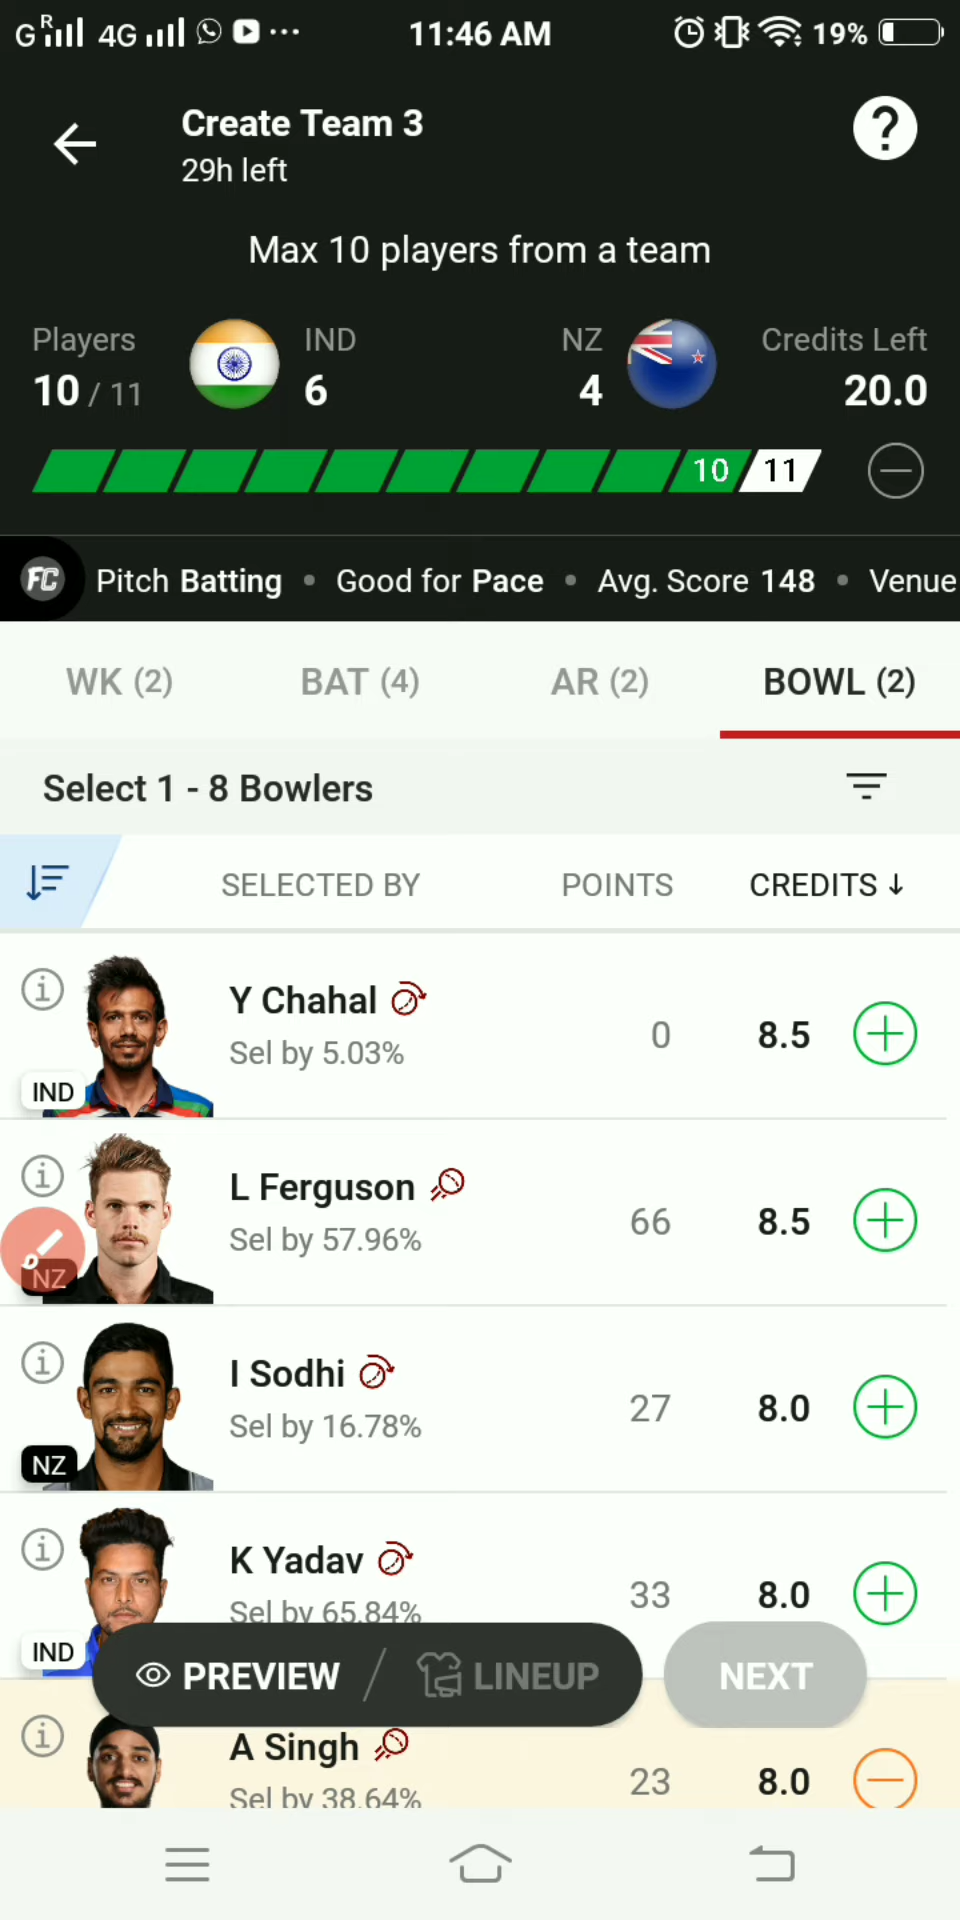 G R 4G ... 11:46 AM 19%
Create Team 3
29h left
?
Max 10 players from a team
Players IND NZ Credits Left
10 / 11 6 4 20.0
10 11
FC Pitch Batting • Good for Pace • Avg. Score 148 • Venue
WK (2) BAT (4) AR (2) BOWL (2)
Select 1 - 8 Bowlers
SELECTED BY POINTS CREDITS ↓
Y Chahal
Sel by 5.03% 0 8.5
IND
L Ferguson
Sel by 57.96% 66 8.5
NZ
I Sodhi
Sel by 16.78% 27 8.0
NZ
K Yadav
Sel by 65.84% 33 8.0
IND
PREVIEW / LINEUP NEXT
A Singh
Sel by 38.64% 23 8.0